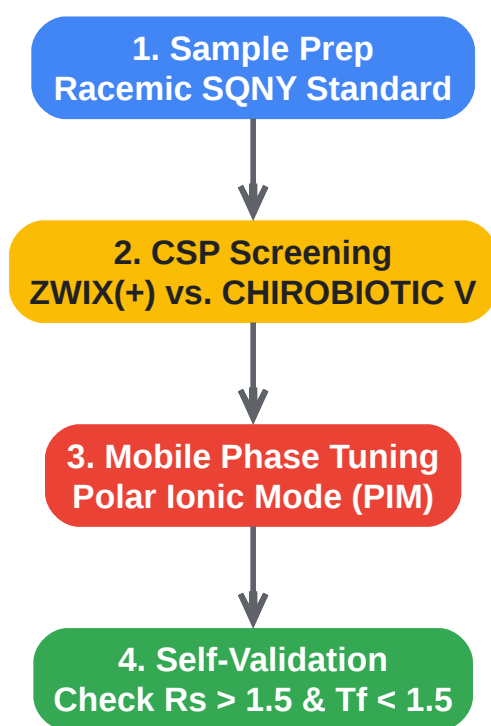 1. Sample Prep
Racemic SQNY Standard
2. CSP Screening
ZWIX(+) vs. CHIROBIOTIC V
3. Mobile Phase Tuning
Polar Ionic Mode (PIM)
4. Self-Validation
Check Rs > 1.5 & Tf < 1.5